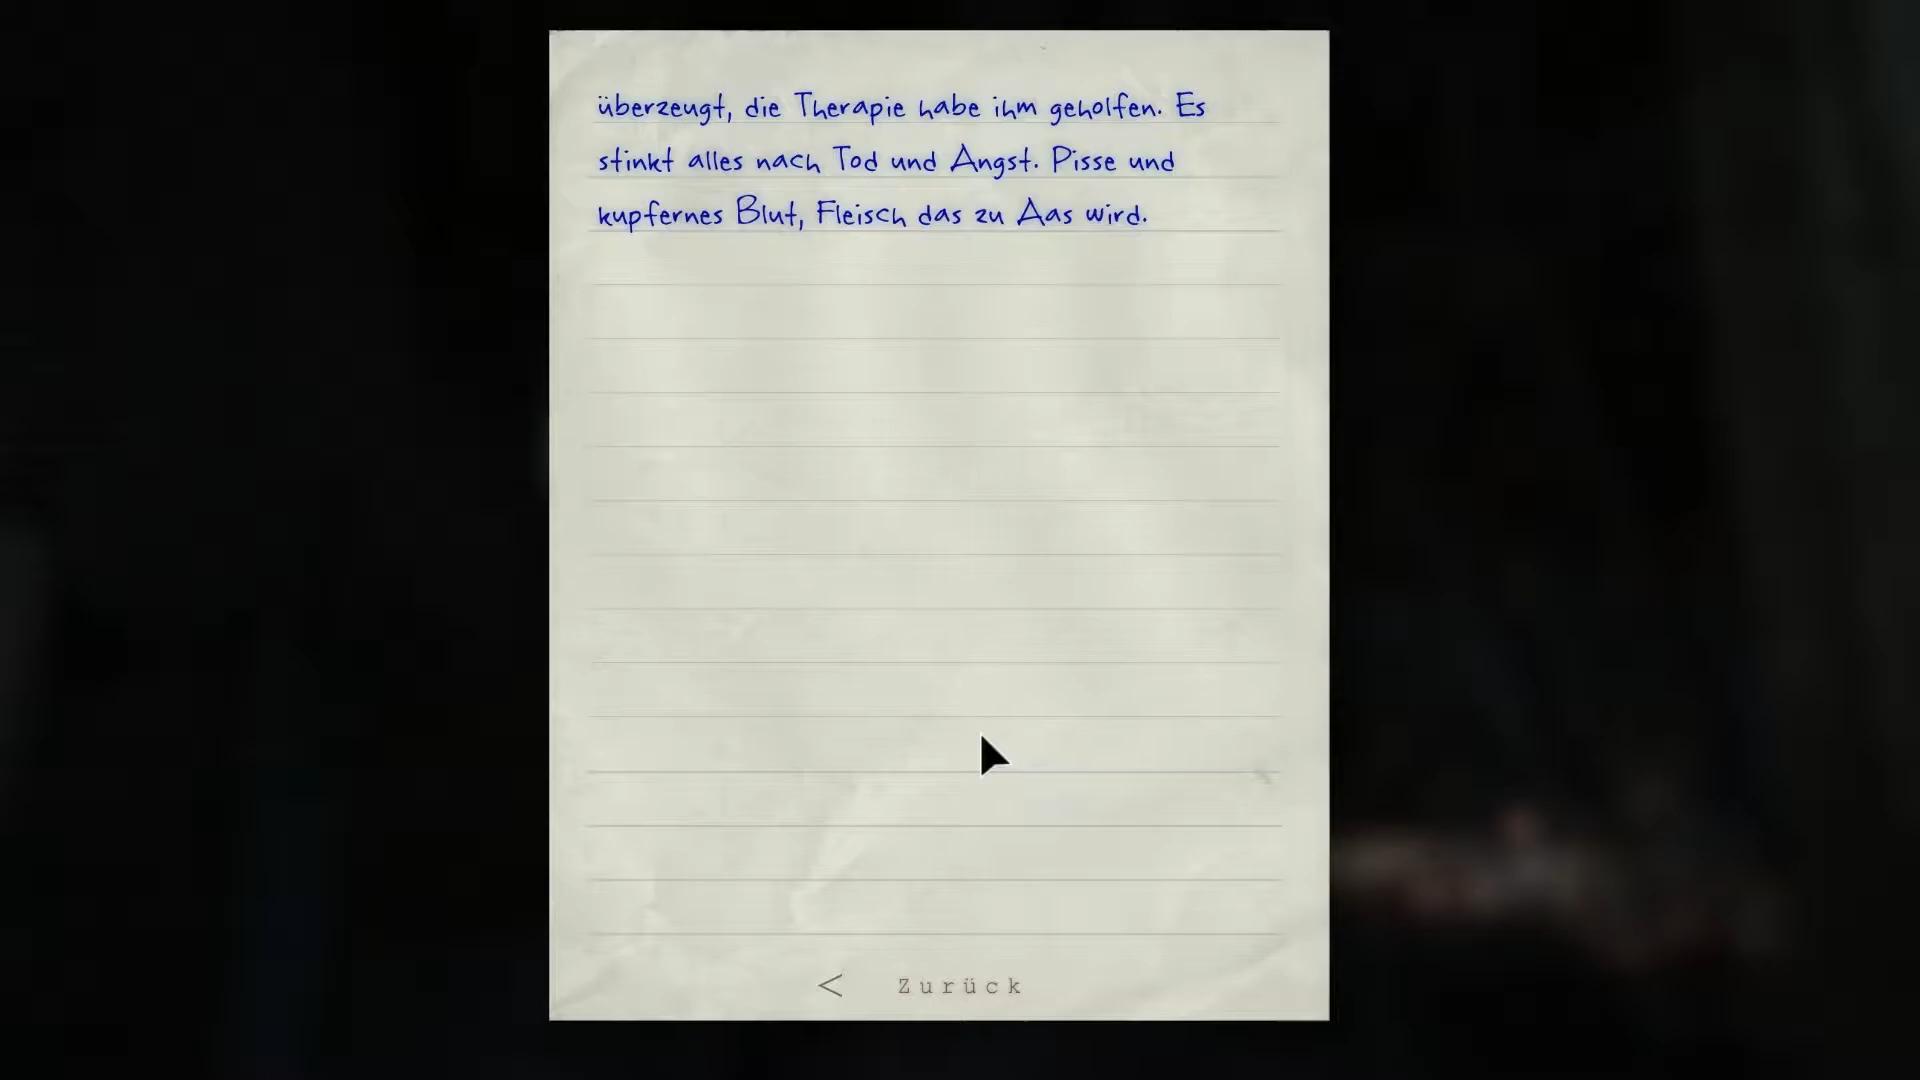 überzeugt, die Therapie habe ihm geholfen. Es
stinkt alles nach Tod und Angst. Pisse und
kupfernes Blut, Fleisch das zu Aas wird.
< Zurück